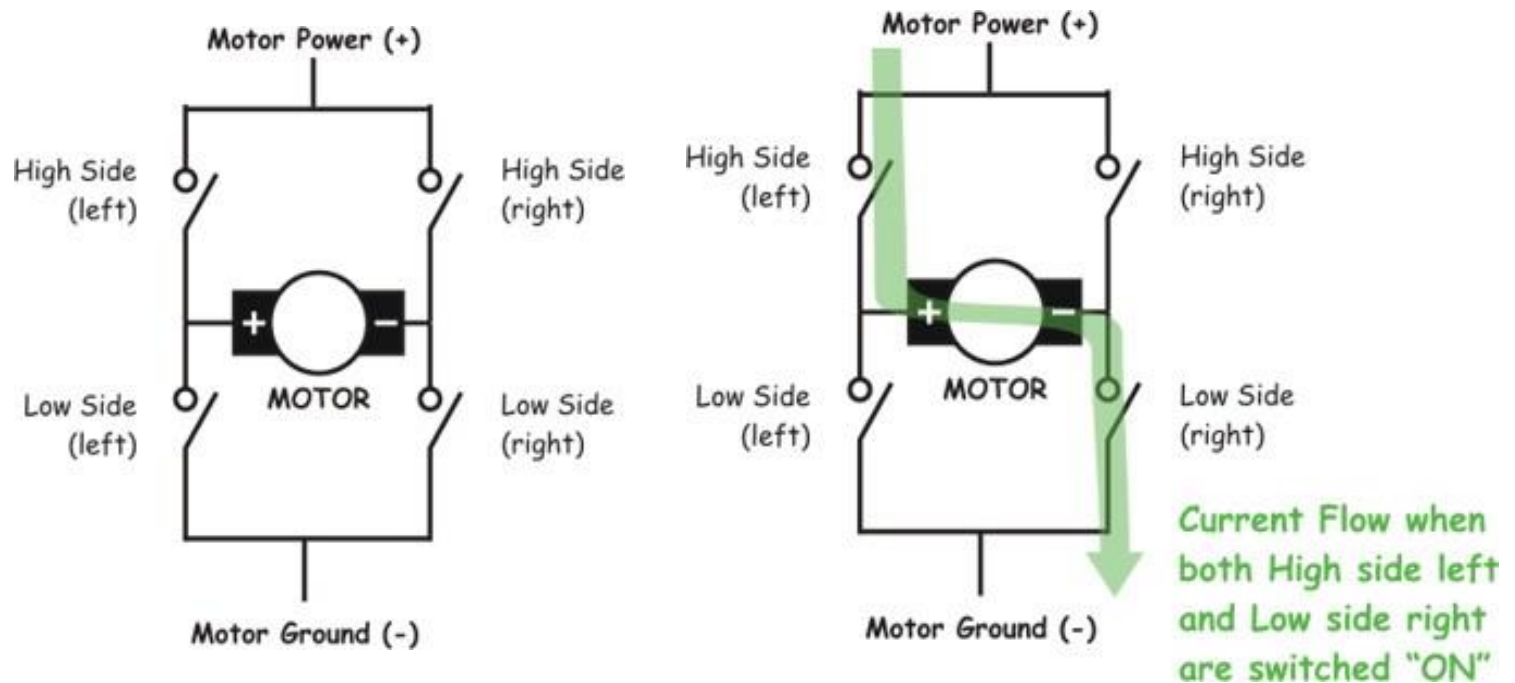 Motor Power (+)
High Side
(left)
High Side
(right)
+
−
MOTOR
Low Side
(left)
Low Side
(right)
Motor Ground (-)
Motor Power (+)
High Side
(left)
High Side
(right)
+
−
MOTOR
Low Side
(left)
Low Side
(right)
Motor Ground (-)
Current Flow when
both High side left
and Low side right
are switched “ON”